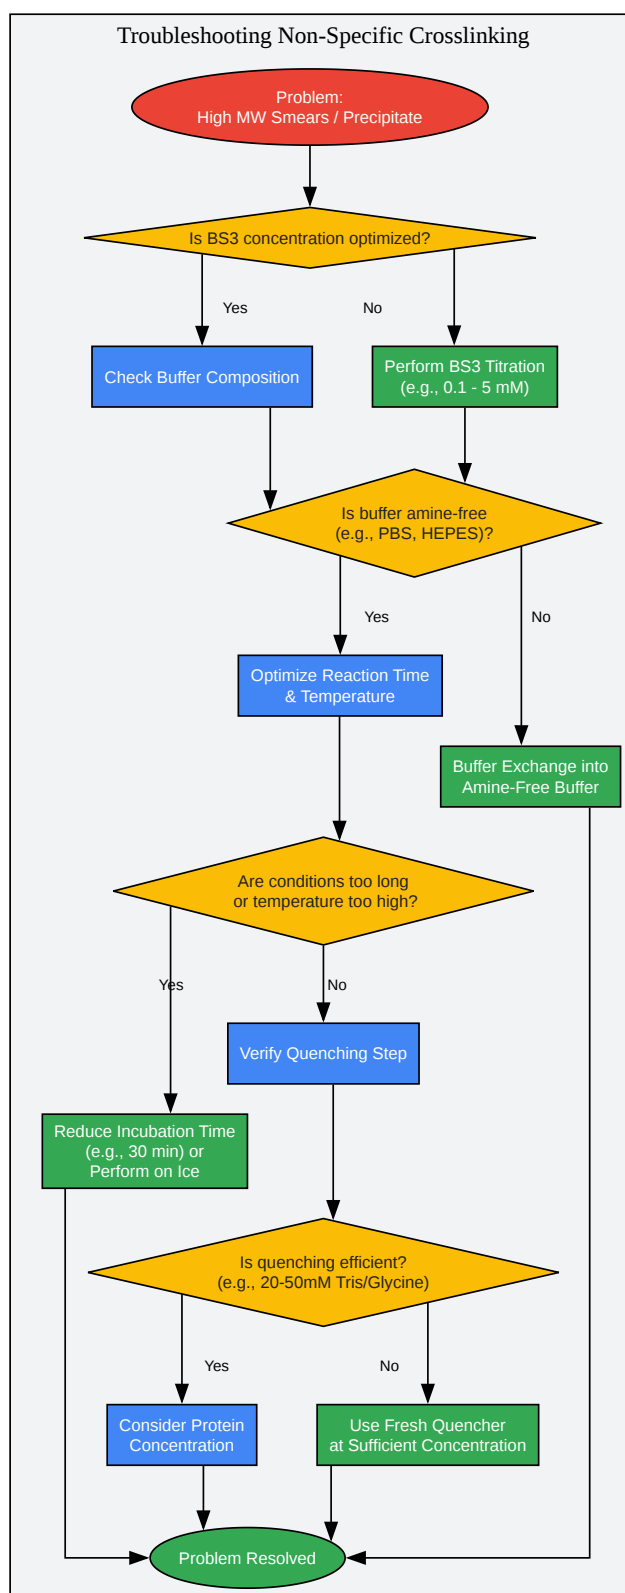 Troubleshooting Non-Specific Crosslinking
Problem:
High MW Smears / Precipitate
Is BS3 concentration optimized?
Yes
No
Check Buffer Composition
Perform BS3 Titration
(e.g., 0.1 - 5 mM)
Is buffer amine-free
(e.g., PBS, HEPES)?
Yes
No
Optimize Reaction Time
& Temperature
Buffer Exchange into
Amine-Free Buffer
Are conditions too long
or temperature too high?
Yes
No
Verify Quenching Step
Reduce Incubation Time
(e.g., 30 min) or
Perform on Ice
Is quenching efficient?
(e.g., 20-50mM Tris/Glycine)
Yes
No
Consider Protein
Concentration
Use Fresh Quencher
at Sufficient Concentration
Problem Resolved